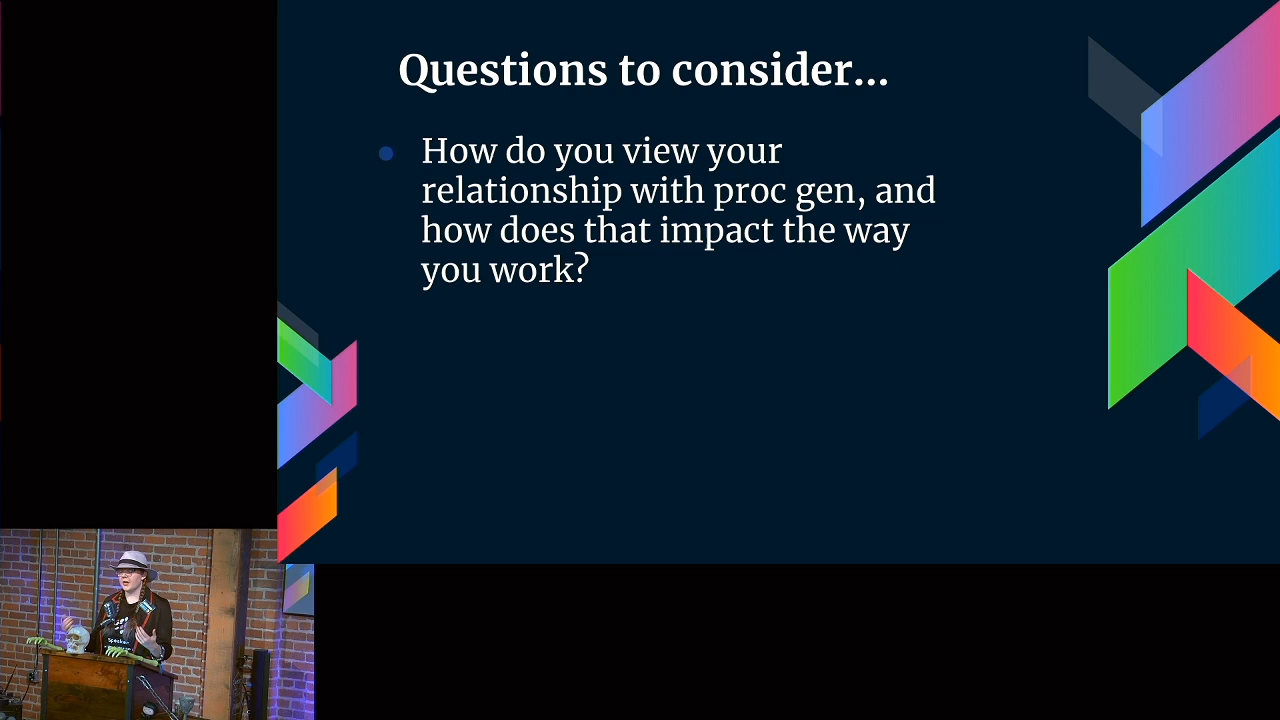 Questions to consider...
How do you view your
relationship with proc gen, and
how does that impact the way
you work?
Speaker